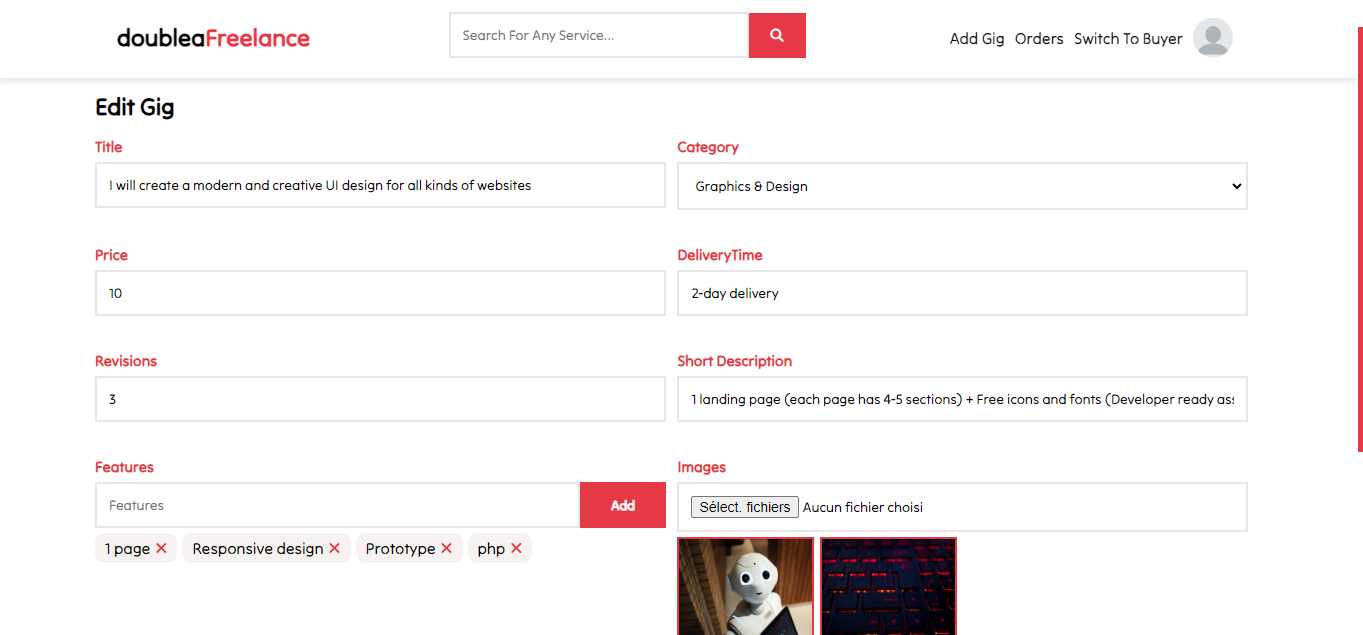 doubleaFreelance
Search For Any Service...
Add Gig Orders Switch To Buyer
Edit Gig
Title
Category
I will create a modern and creative UI design for all kinds of websites
Graphics & Design
Price
DeliveryTime
10
2-day delivery
Revisions
Short Description
3
1 landing page (each page has 4-5 sections) + Free icons and fonts (Developer ready
Features
Images
Features
Add
Sélect. fichiers Aucun fichier choisi
1 page ✕ Responsive design ✕ Prototype ✕ php ✕